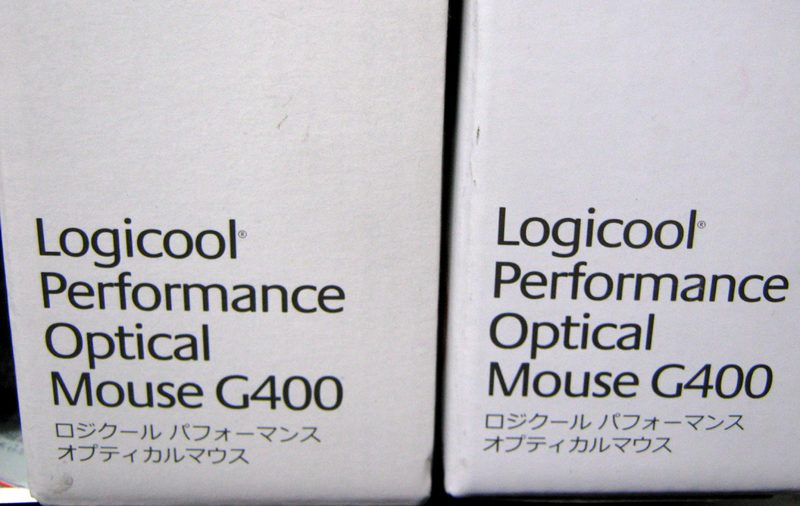 Logicool®
Performance
Optical
Mouse G400
ロジクール パフォーマンス
オプティカルマウス
Logicool®
Performance
Optical
Mouse G400
ロジクール パフォーマンス
オプティカルマウス